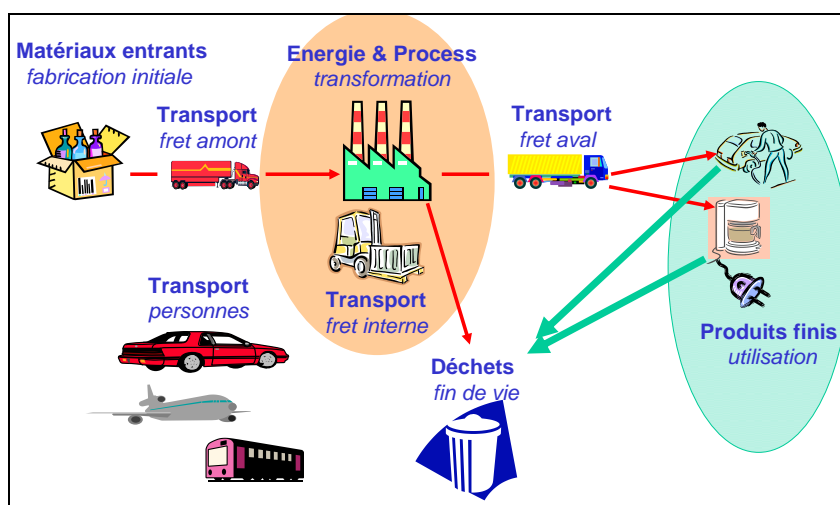 Matériaux entrants
fabrication initiale
Energie & Process
transformation
Transport
fret amont
Transport
fret aval
Transport
fret interne
Transport
personnes
Produits finis
utilisation
Déchets
fin de vie